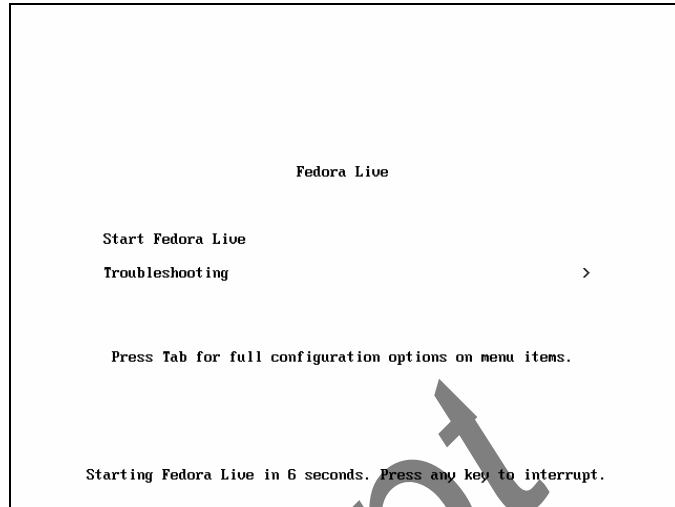 Fedora Live
Start Fedora Live
Troubleshooting >
Press Tab for full configuration options on menu items.
Starting Fedora Live in 6 seconds. Press any key to interrupt.